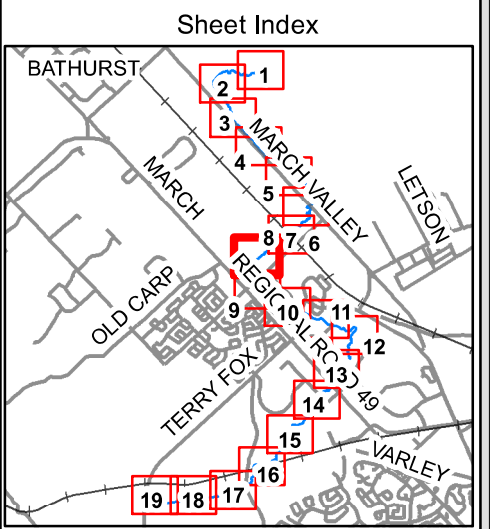 Sheet Index
BATHURST
1
2
3
MARCH VALLEY
4
MARCH
5
LETSON
8
7
6
REGIONAL ROAD 49
OLD CARP
9
10
11
12
TERRY FOX
13
14
15
VARLEY
16
17
18
19